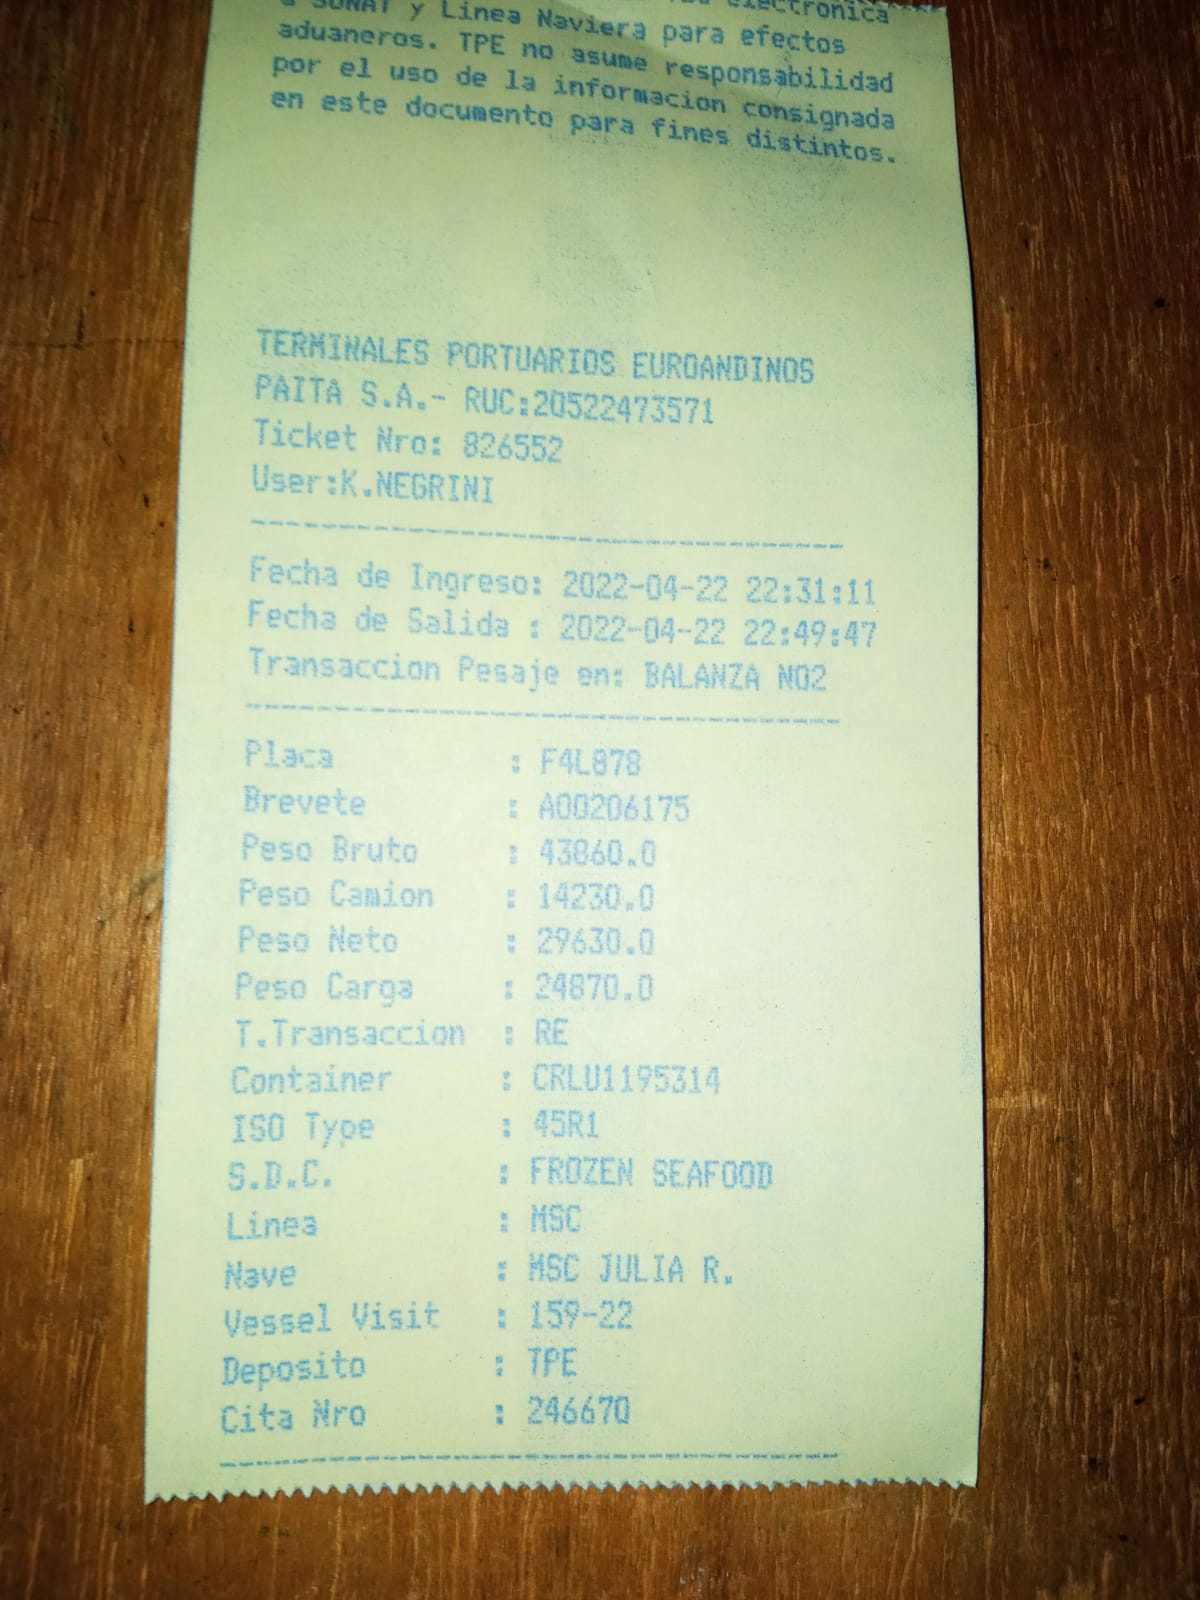 a SUNAT y Linea Naviera para efectos
aduaneros. TPE no asume responsabilidad
por el uso de la informacion consignada
en este documento para fines distintos.
TERMINALES PORTUARIOS EUROANDINOS
PAITA S.A.- RUC:20522473571
Ticket Nro: 826552
User:K.NEGRINI
Fecha de Ingreso: 2022-04-22 22:31:11
Fecha de Salida : 2022-04-22 22:49:47
Transaccion Pesaje en: BALANZA NO2
Placa : F4L878
Brevete : A00206175
Peso Bruto : 43860.0
Peso Camion : 14230.0
Peso Neto : 29630.0
Peso Carga : 24870.0
T.Transaccion : RE
Container : CRLU1195314
ISO Type : 45R1
S.D.C. : FROZEN SEAFOOD
Linea : MSC
Nave : MSC JULIA R.
Vessel Visit : 159-22
Deposito : TPE
Cita Nro : 246670